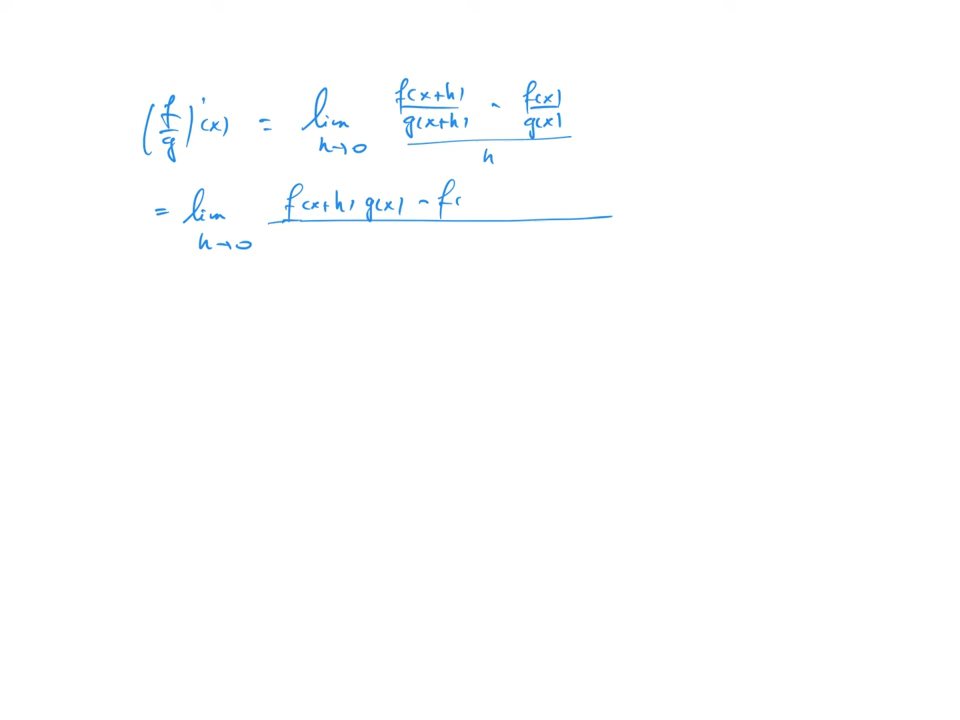 (f/g)'(x) = lim_{h→0} (f(x+h)/g(x+h) - f(x)/g(x))/h
= lim_{h→0} f(x+h) g(x) - f(